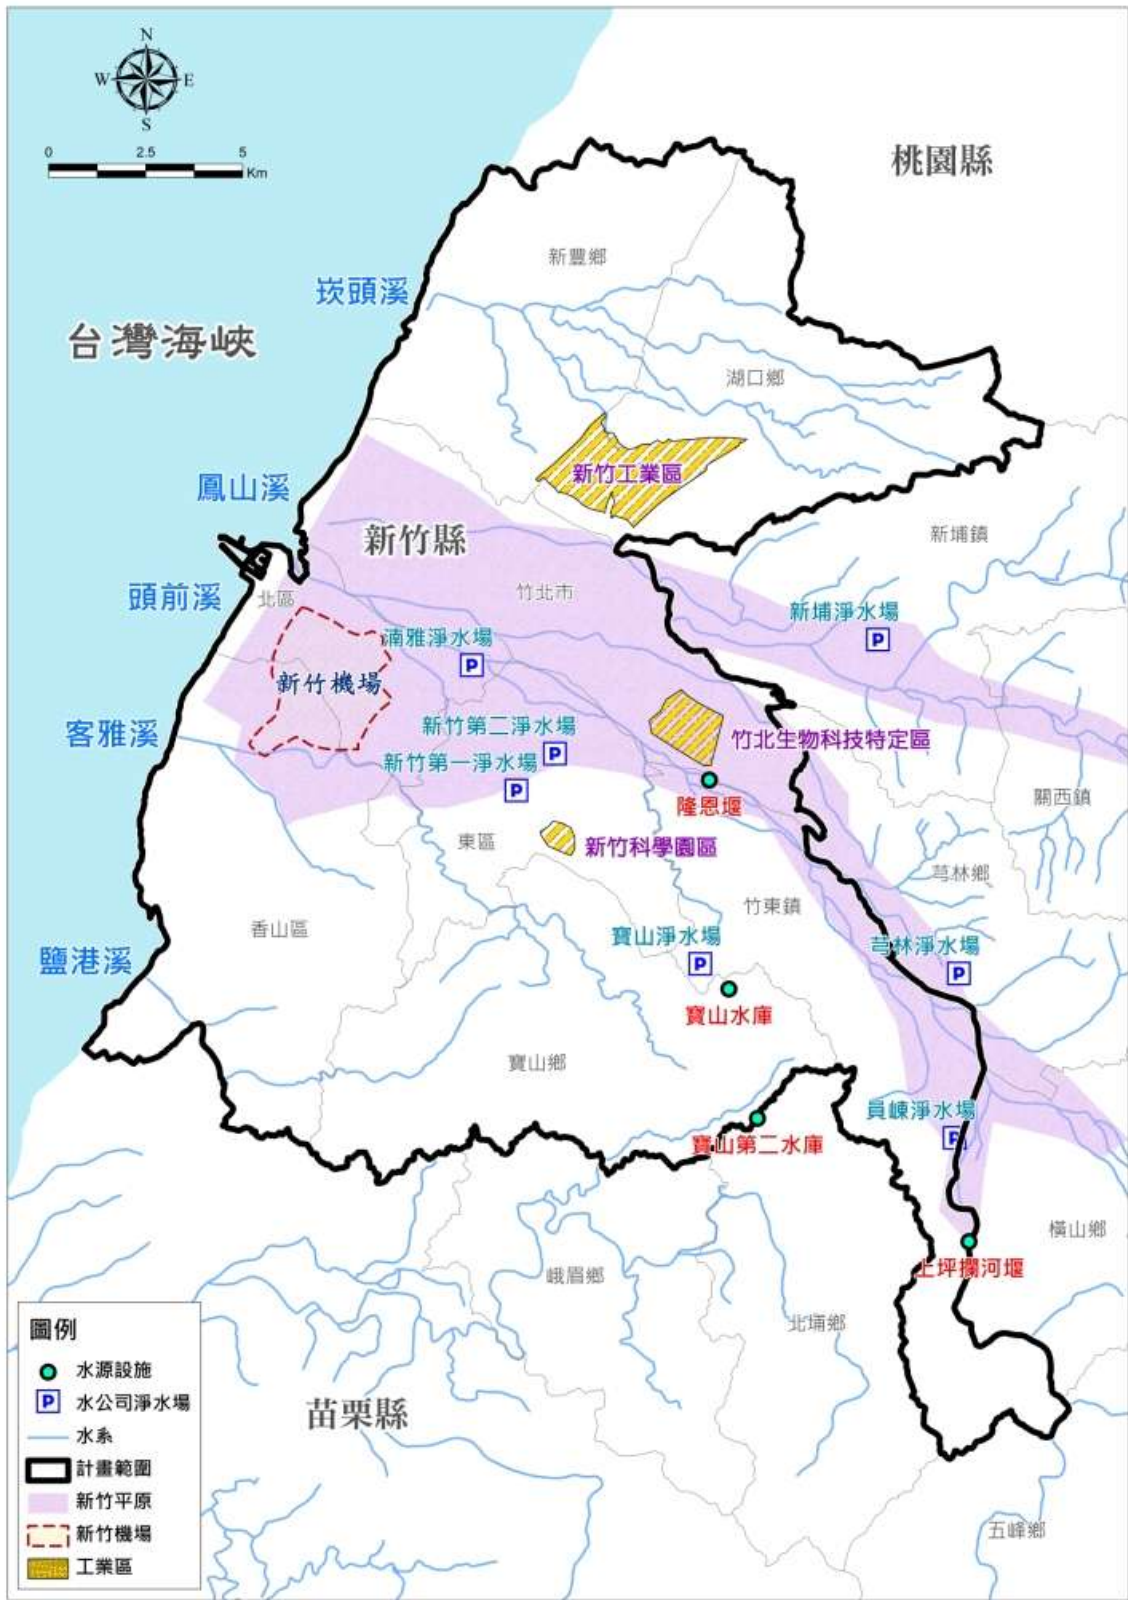 N
W E
S
0 2.5 5
Km
桃園縣
新豐鄉
崁頭溪
台灣海峽
湖口鄉
新竹工業區
鳳山溪
新竹縣
新埔鎮
頭前溪
北區
竹北市
新埔淨水場
P
湳雅淨水場
P
新竹機場
客雅溪
新竹第二淨水場
P
竹北生物科技特定區
新竹第一淨水場
P
隆恩堰
關西鎮
東區
新竹科學園區
芎林鄉
竹東鎮
香山區
寶山淨水場
P
芎林淨水場
P
鹽港溪
寶山水庫
寶山鄉
員崠淨水場
P
寶山第二水庫
橫山鄉
上坪攔河堰
峨眉鄉
北埔鄉
苗栗縣
五峰鄉
圖例
水源設施
P 水公司淨水場
水系
計畫範圍
新竹平原
新竹機場
工業區